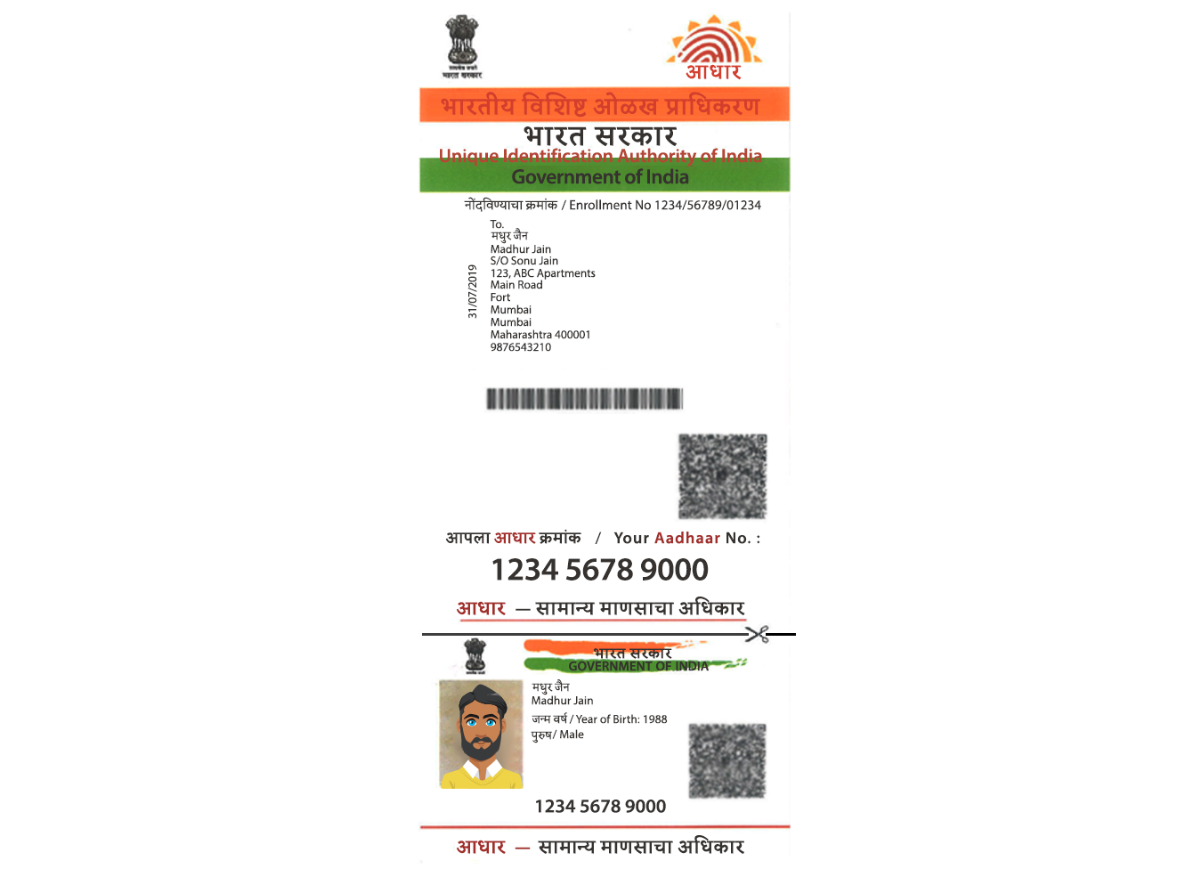 भारत सरकार
आधार
भारतीय विशिष्ट ओळख प्राधिकरण
भारत सरकार
Unique Identification Authority of India
Government of India
नोंदविण्याचा क्रमांक / Enrollment No 1234/56789/01234
To.
मधुर जैन
Madhur Jain
S/O Sonu Jain
123, ABC Apartments
Main Road
Fort
Mumbai
Mumbai
Maharashtra 400001
9876543210
31/07/2019
आपला आधार क्रमांक / Your Aadhaar No. :
1234 5678 9000
आधार — सामान्य माणसाचा अधिकार
भारत सरकार
GOVERNMENT OF INDIA
मधुर जैन
Madhur Jain
जन्म वर्ष / Year of Birth: 1988
पुरुष/ Male
1234 5678 9000
आधार — सामान्य माणसाचा अधिकार